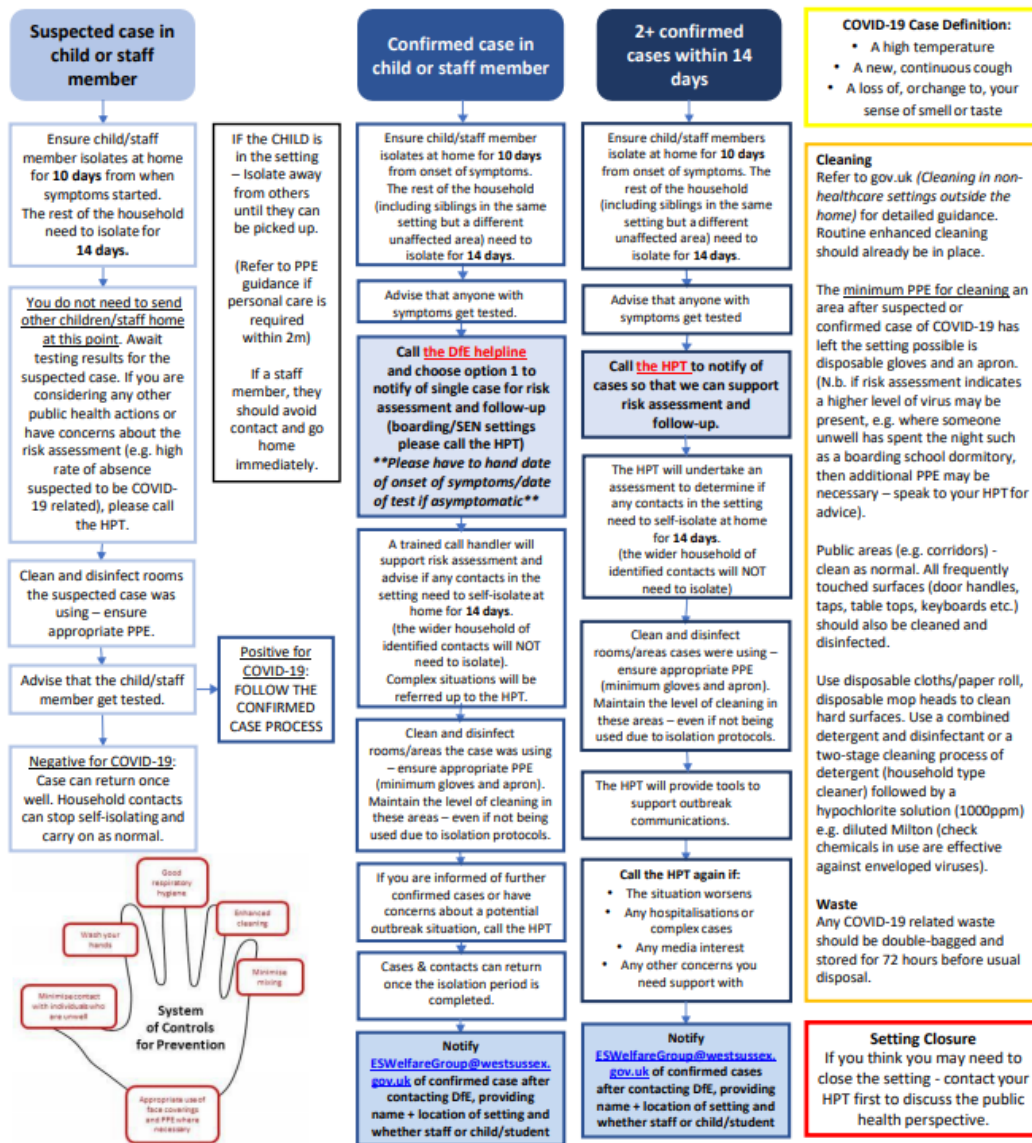 Suspected case in
child or staff
member
Ensure child/staff
member isolates at home
for 10 days from when
symptoms started.
The rest of the household
need to isolate for
14 days.
You do not need to send
other children/staff home
at this point. Await
testing results for the
suspected case. If you are
considering any other
public health actions or
have concerns about the
risk assessment (e.g. high
rate of absence
suspected to be COVID-
19 related), please call
the HPT.
Clean and disinfect rooms
the suspected case was
using – ensure
appropriate PPE.
Advise that the child/staff
member get tested.
Negative for COVID-19:
Case can return once
well. Household contacts
can stop self-isolating and
carry on as normal.
IF the CHILD is
in the setting
– Isolate away
from others
until they can
be picked up.
(Refer to PPE
guidance if
personal care is
required
within 2m)
If a staff
member, they
should avoid
contact and go
home
immediately.
Positive for
COVID-19:
FOLLOW THE
CONFIRMED
CASE PROCESS
Good
respiratory
hygiene
Enhanced
cleaning
Wash your
hands
Minimise
mixing
Minimise contact
with individuals who
are unwell
System
of Controls
for Prevention
Appropriate use of
face coverings
and PPE where
necessary
Confirmed case in
child or staff member
Ensure child/staff member
isolates at home for 10 days
from onset of symptoms.
The rest of the household
(including siblings in the same
setting but a different
unaffected area) need to
isolate for 14 days.
Advise that anyone with
symptoms get tested.
Call the DfE helpline
and choose option 1 to
notify of single case for risk
assessment and follow-up
(boarding/SEN settings
please call the HPT)
**Please have to hand date
of onset of symptoms/date
of test if asymptomatic**
A trained call handler will
support risk assessment and
advise if any contacts in the
setting need to self-isolate at
home for 14 days.
(the wider household of
identified contacts will NOT
need to isolate).
Complex situations will be
referred up to the HPT.
Clean and disinfect
rooms/areas the case was using
– ensure appropriate PPE
(minimum gloves and apron).
Maintain the level of cleaning in
these areas – even if not being
used due to isolation protocols.
If you are informed of further
confirmed cases or have
concerns about a potential
outbreak situation, call the HPT
Cases & contacts can return
once the isolation period is
completed.
Notify
ESWelfareGroup@westsussex.
gov.uk of confirmed case after
contacting DfE, providing
name + location of setting and
whether staff or child/student
2+ confirmed
cases within 14
days
Ensure child/staff members
isolate at home for 10 days from
onset of symptoms. The rest of
the household (including
siblings in the same setting but a
different unaffected area) need
to isolate for 14 days.
Advise that anyone with
symptoms get tested
Call the HPT to notify of
cases so that we can support
risk assessment and
follow-up.
The HPT will undertake an
assessment to determine if
any contacts in the setting
need to self-isolate at home
for 14 days.
(the wider household of
identified contacts will NOT
need to isolate)
Clean and disinfect
rooms/areas cases were using –
ensure appropriate PPE
(minimum gloves and apron).
Maintain the level of cleaning in
these areas – even if not being
used due to isolation protocols.
The HPT will provide tools to
support outbreak
communications.
Call the HPT again if:
• The situation worsens
• Any hospitalisations or
complex cases
• Any media interest
• Any other concerns you
need support with
Notify
ESWelfareGroup@westsussex.
gov.uk of confirmed cases
after contacting DfE, providing
name + location of setting and
whether staff or child/student
COVID-19 Case Definition:
• A high temperature
• A new, continuous cough
• A loss of, orchange to, your
sense of smell or taste
Cleaning
Refer to gov.uk (Cleaning in non-
healthcare settings outside the
home) for detailed guidance.
Routine enhanced cleaning
should already be in place.
The minimum PPE for cleaning an
area after suspected or
confirmed case of COVID-19 has
left the setting possible is
disposable gloves and an apron.
(N.b. if risk assessment indicates
a higher level of virus may be
present, e.g. where someone
unwell has spent the night such
as a boarding school dormitory,
then additional PPE may be
necessary – speak to your HPT for
advice).
Public areas (e.g. corridors) -
clean as normal. All frequently
touched surfaces (door handles,
taps, table tops, keyboards etc.)
should also be cleaned and
disinfected.
Use disposable cloths/paper roll,
disposable mop heads to clean
hard surfaces. Use a combined
detergent and disinfectant or a
two-stage cleaning process of
detergent (household type
cleaner) followed by a
hypochlorite solution (1000ppm)
e.g. diluted Milton (check
chemicals in use are effective
against enveloped viruses).
Waste
Any COVID-19 related waste
should be double-bagged and
stored for 72 hours before usual
disposal.
Setting Closure
If you think you may need to
close the setting - contact your
HPT first to discuss the public
health perspective.